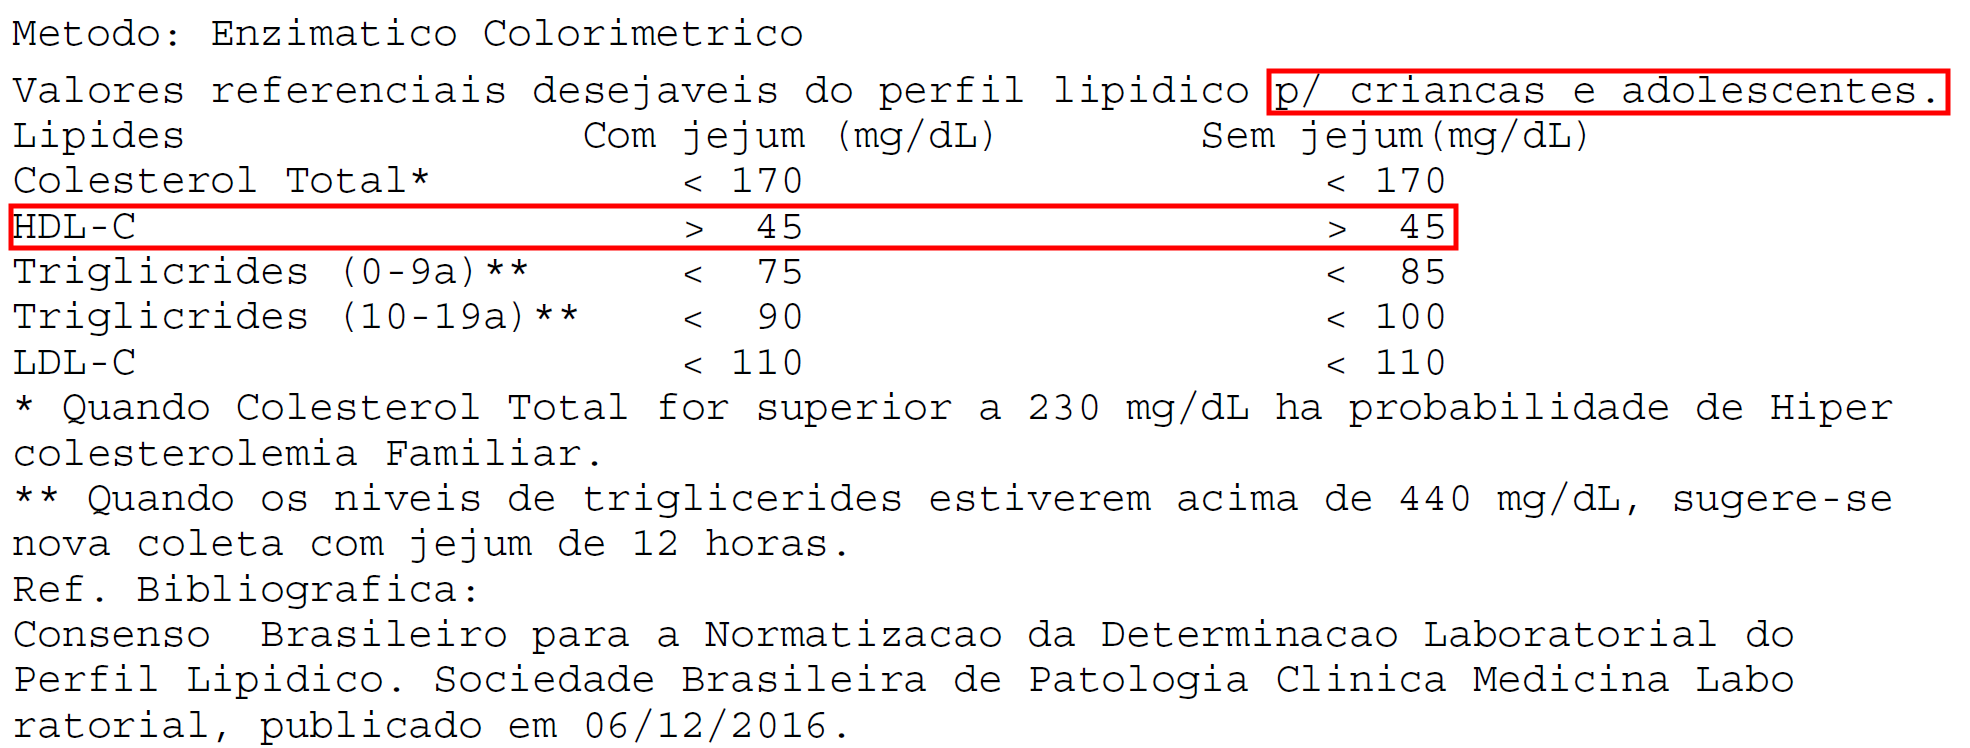 Metodo: Enzimatico Colorimetrico
Valores referenciais desejaveis do perfil lipidico p/ criancas e adolescentes.
Lipides Com jejum (mg/dL) Sem jejum(mg/dL)
Colesterol Total* < 170 < 170
HDL-C > 45 > 45
Triglicrides (0-9a)** < 75 < 85
Triglicrides (10-19a)** < 90 < 100
LDL-C < 110 < 110
* Quando Colesterol Total for superior a 230 mg/dL ha probabilidade de Hiper
colesterolemia Familiar.
** Quando os niveis de triglicerides estiverem acima de 440 mg/dL, sugere-se
nova coleta com jejum de 12 horas.
Ref. Bibliografica:
Consenso  Brasileiro para a Normatizacao da Determinacao Laboratorial do
Perfil Lipidico. Sociedade Brasileira de Patologia Clinica Medicina Labo
ratorial, publicado em 06/12/2016.